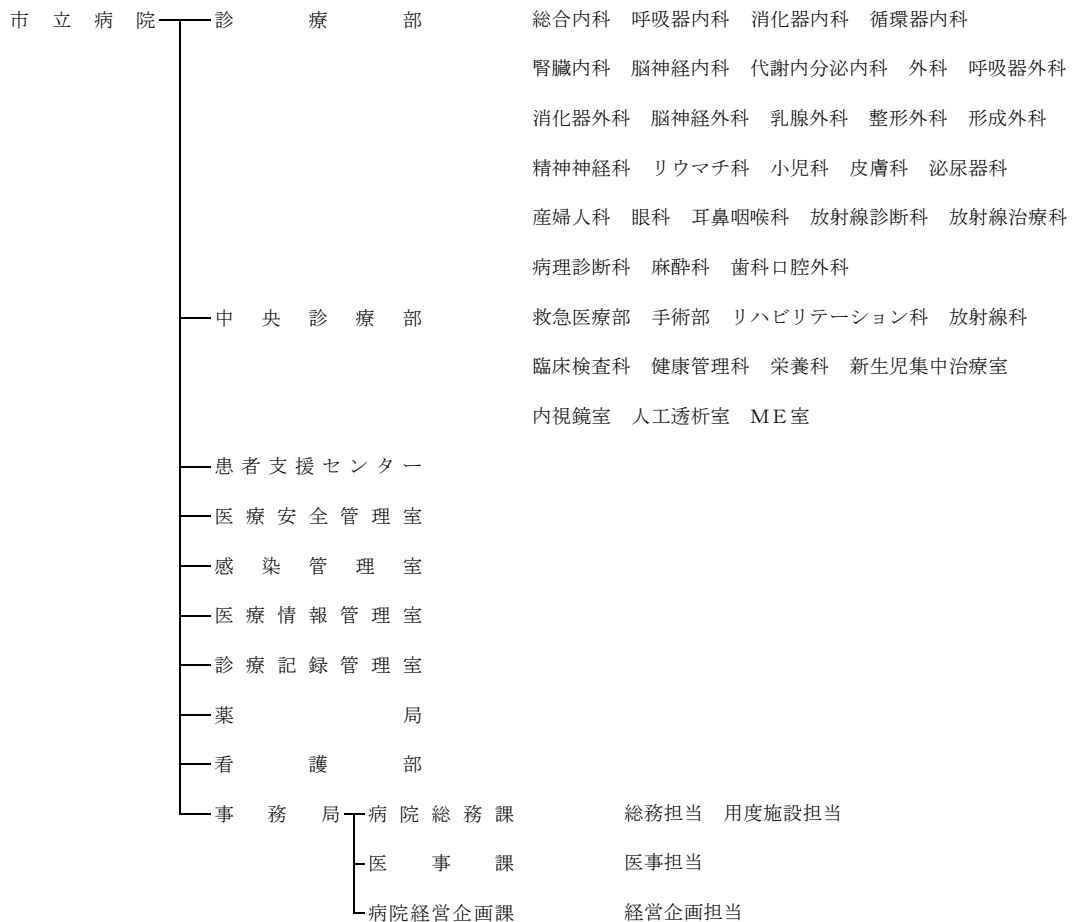 市立病院 診療部 総合内科 呼吸器内科 消化器内科 循環器内科
腎臓内科 脳神経内科 代謝内分泌内科 外科 呼吸器外科
消化器外科 脳神経外科 乳腺外科 整形外科 形成外科
精神神経科 リウマチ科 小児科 皮膚科 泌尿器科
産婦人科 眼科 耳鼻咽喉科 放射線診断科 放射線治療科
病理診断科 麻酔科 歯科口腔外科
中央診療部 救急医療部 手術部 リハビリテーション科 放射線科
臨床検査科 健康管理科 栄養科 新生児集中治療室
内視鏡室 人工透析室 ME室
患者支援センター
医療安全管理室
感染管理室
医療情報管理室
診療記録管理室
薬局
看護部
事務局 病院総務課 総務担当 用度施設担当
医事課 医事担当
病院経営企画課 経営企画担当